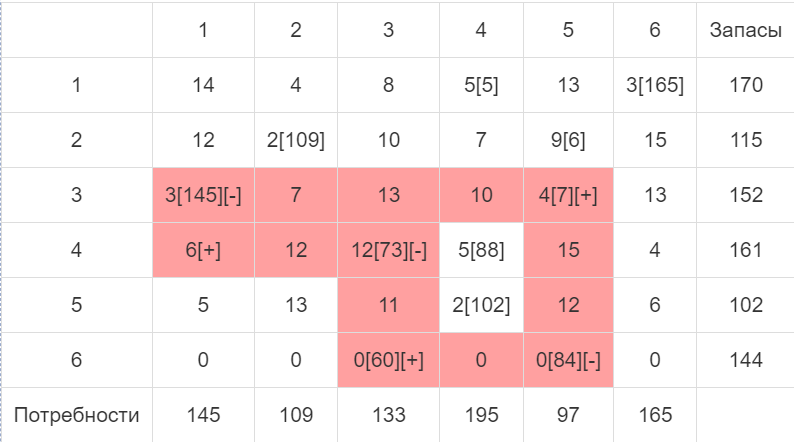 1 2 3 4 5 6 Запасы
1 14 4 8 5[5] 13 3[165] 170
2 12 2[109] 10 7 9[6] 15 115
3 3[145][-] 7 13 10 4[7][+] 13 152
4 6[+] 12 12[73][-] 5[88] 15 4 161
5 5 13 11 2[102] 12 6 102
6 0 0 0[60][+] 0 0[84][-] 0 144
Потребности 145 109 133 195 97 165